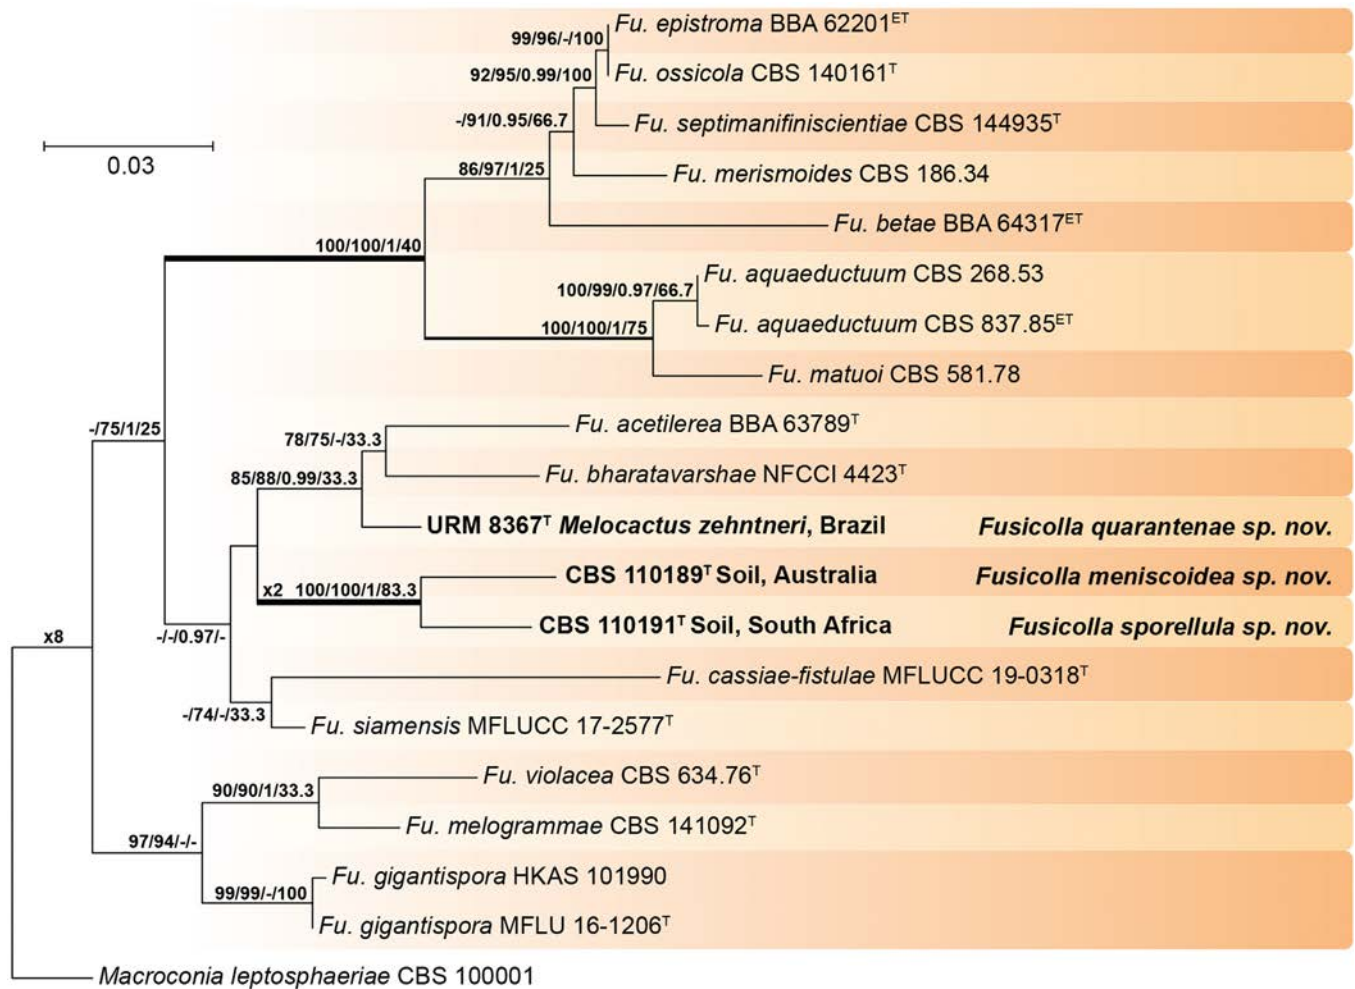 Fu. epistroma BBA 62201ET
99/96/-/100
92/95/0.99/100
Fu. ossicola CBS 140161T
-/91/0.95/66.7
Fu. septimanifiniscientiae CBS 144935T
0.03
86/97/1/25
Fu. merismoides CBS 186.34
Fu. betae BBA 64317ET
100/100/1/40
Fu. aquaeductuum CBS 268.53
100/99/0.97/66.7
100/100/1/75
Fu. aquaeductuum CBS 837.85ET
Fu. matuoi CBS 581.78
-/75/1/25
Fu. acetilerea BBA 63789T
78/75/-/33.3
85/88/0.99/33.3
Fu. bharatavarshae NFCCI 4423T
URM 8367T Melocactus zehntneri, Brazil Fusicolla quarantenae sp. nov.
x2 100/100/1/83.3
CBS 110189T Soil, Australia Fusicolla meniscoidea sp. nov.
x8
-/-/0.97/-
CBS 110191T Soil, South Africa Fusicolla sporellula sp. nov.
Fu. cassiae-fistulae MFLUCC 19-0318T
-/74/-/33.3
Fu. siamensis MFLUCC 17-2577T
90/90/1/33.3
Fu. violacea CBS 634.76T
97/94/-/-
Fu. melogrammae CBS 141092T
99/99/-/100
Fu. gigantispora HKAS 101990
Fu. gigantispora MFLU 16-1206T
Macroconia leptosphaeriae CBS 100001